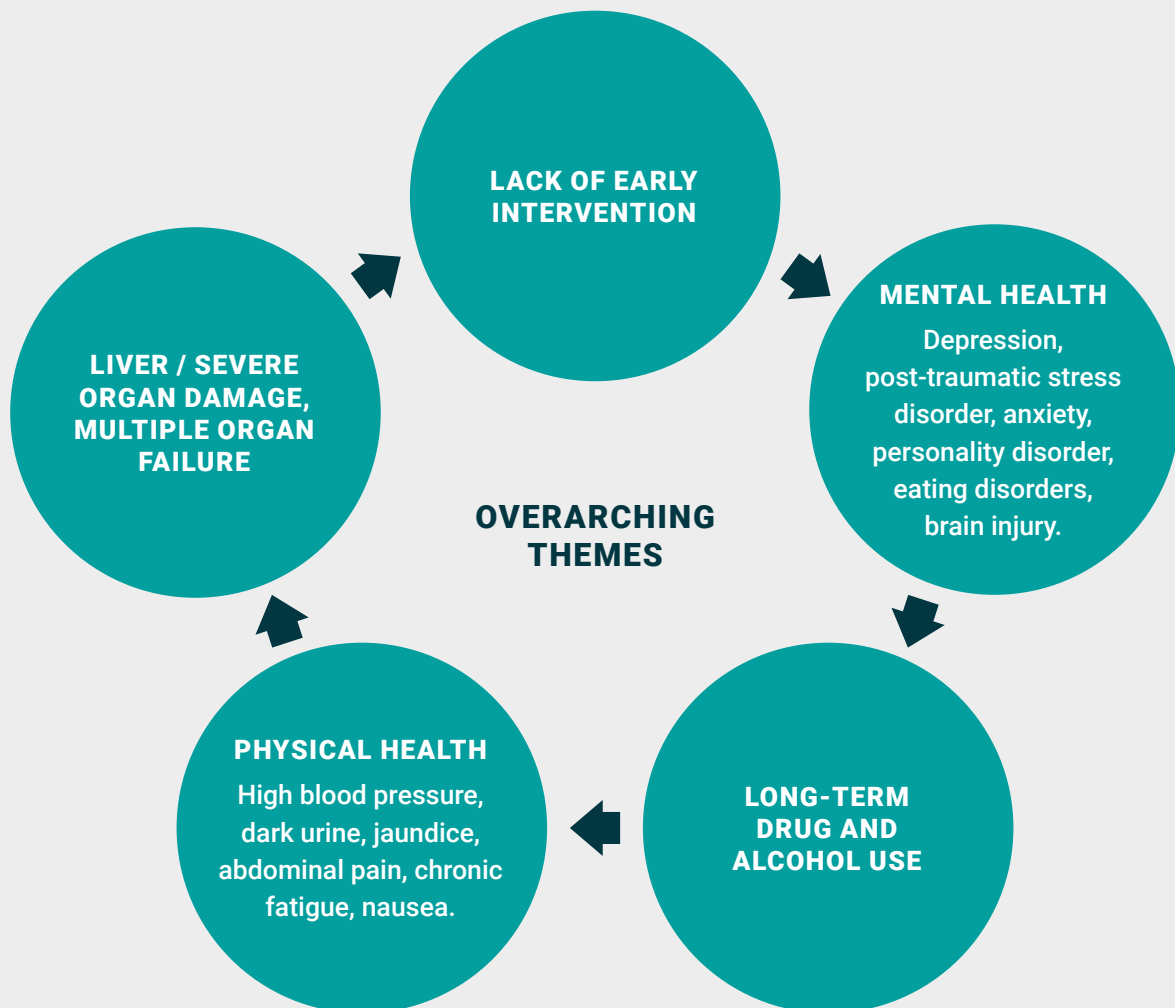 LACK OF EARLY
INTERVENTION
MENTAL HEALTH
Depression,
post-traumatic stress
disorder, anxiety,
personality disorder,
eating disorders,
brain injury.
LONG-TERM
DRUG AND
ALCOHOL USE
PHYSICAL HEALTH
High blood pressure,
dark urine, jaundice,
abdominal pain, chronic
fatigue, nausea.
LIVER / SEVERE
ORGAN DAMAGE,
MULTIPLE ORGAN
FAILURE
OVERARCHING
THEMES